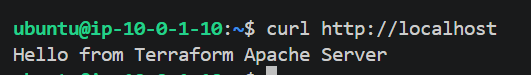 ubuntu@ip-10-0-1-10:~$ curl http://localhost
Hello from Terraform Apache Server